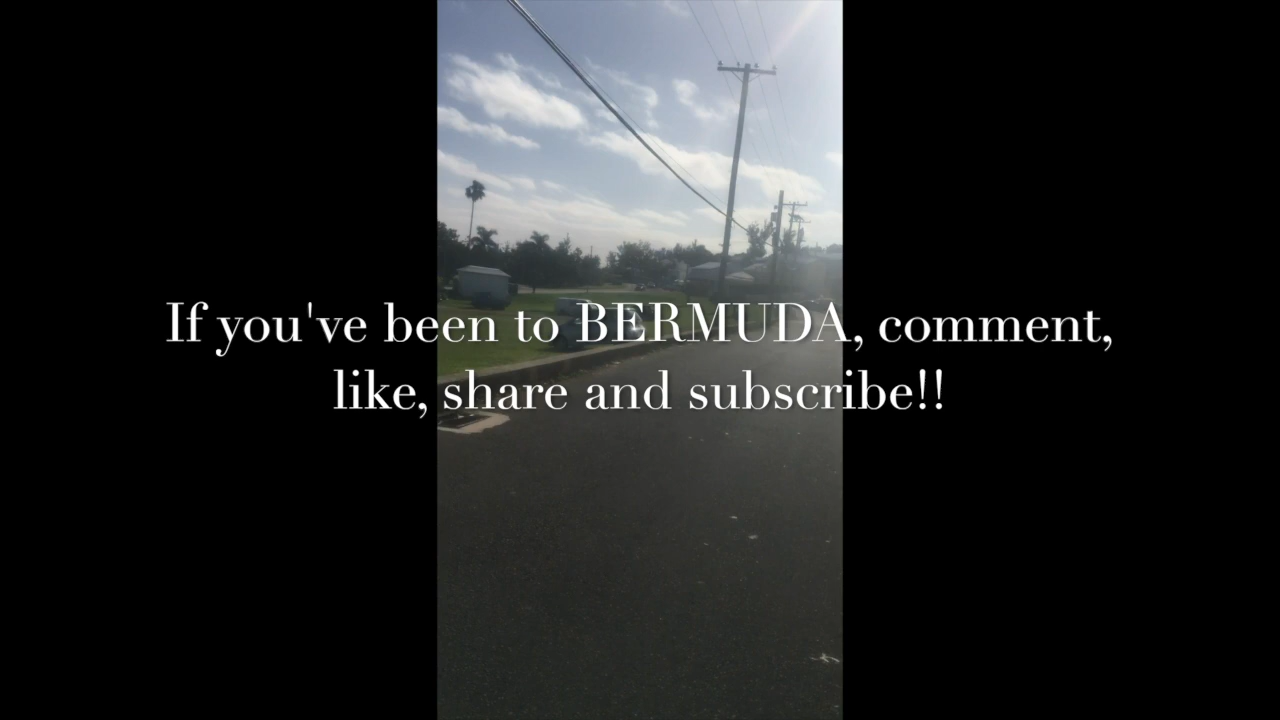 If you've been to BERMUDA, comment,
like, share and subscribe!!